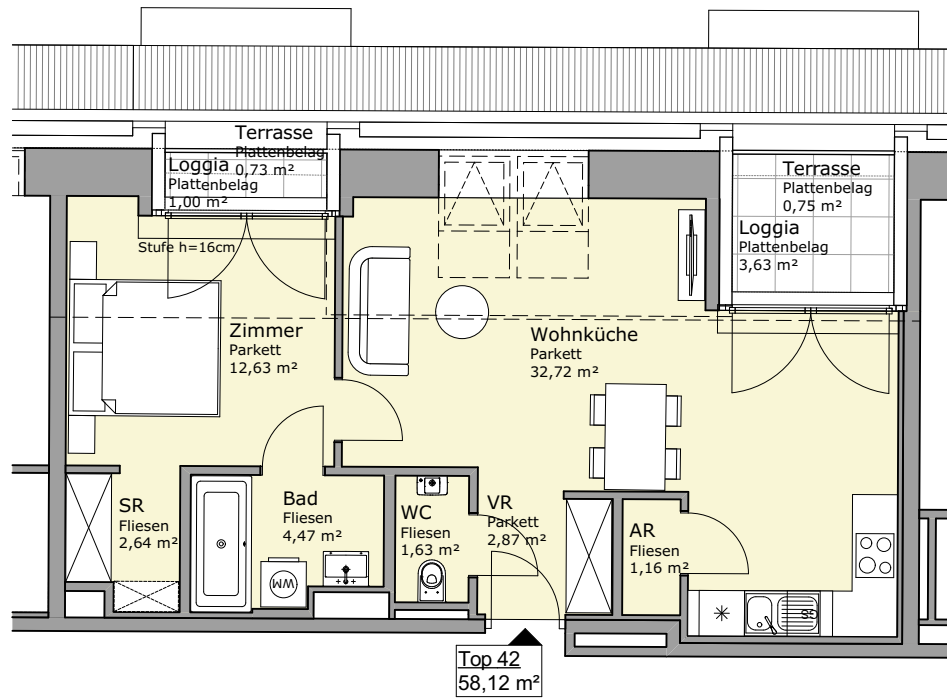 Terrasse
Plattenbelag
0,73 m²
Loggia
Plattenbelag
1,00 m²
Stufe h=16cm
Terrasse
Plattenbelag
0,75 m²
Loggia
Plattenbelag
3,63 m²
Zimmer
Parkett
12,63 m²
Wohnküche
Parkett
32,72 m²
SR
Fliesen
2,64 m²
Bad
Fliesen
4,47 m²
WM
WC
Fliesen
1,63 m²
VR
Parkett
2,87 m²
AR
Fliesen
1,16 m²
GS
Top 42
58,12 m²